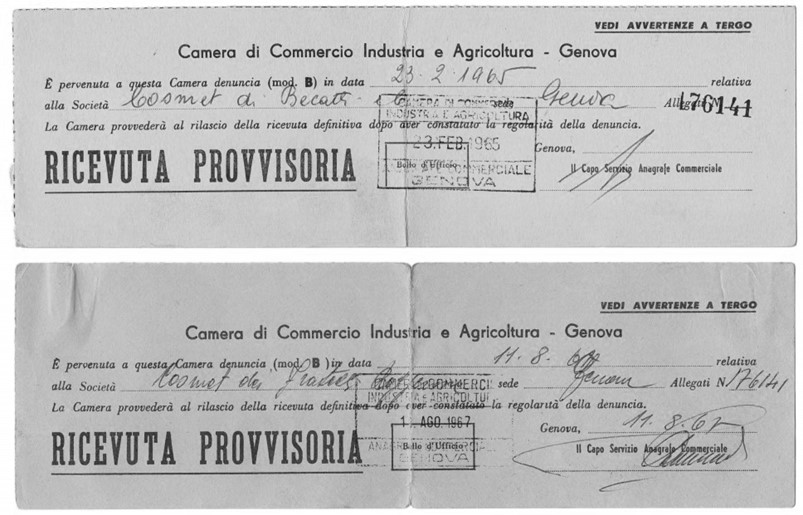 VEDI AVVERTENZE A TERGO
Camera di Commercio Industria e Agricoltura - Genova
È pervenuta a questa Camera denuncia (mod. B) in data 23-2-1965 relativa
alla Società Cosmet di Becatti sede Genova Allegati N. 176141
La Camera provvederà al rilascio della ricevuta definitiva dopo aver constatato la regolarità della denuncia.
CAMERA DI COMMERCIO
INDUSTRIA E AGRICOLTURA
23. FEB. 1965
Bollo d'Ufficio
COMMERCIALE
GENOVA
RICEVUTA PROVVISORIA
Genova,
Il Capo Servizio Anagrafe Commerciale
VEDI AVVERTENZE A TERGO
Camera di Commercio Industria e Agricoltura - Genova
È pervenuta a questa Camera denuncia (mod. B) in data 11.8.67 relativa
alla Società Cosmet dei Fratelli sede Genova Allegati N. 176141
La Camera provvederà al rilascio della ricevuta definitiva dopo aver constatato la regolarità della denuncia.
CAMERA DI COMMERCI
INDUSTRIA E AGRICOLTUR
AGO. 1967
Bollo d'Ufficio
GENOVA
RICEVUTA PROVVISORIA
Genova, 11.8.67
Il Capo Servizio Anagrafe Commerciale